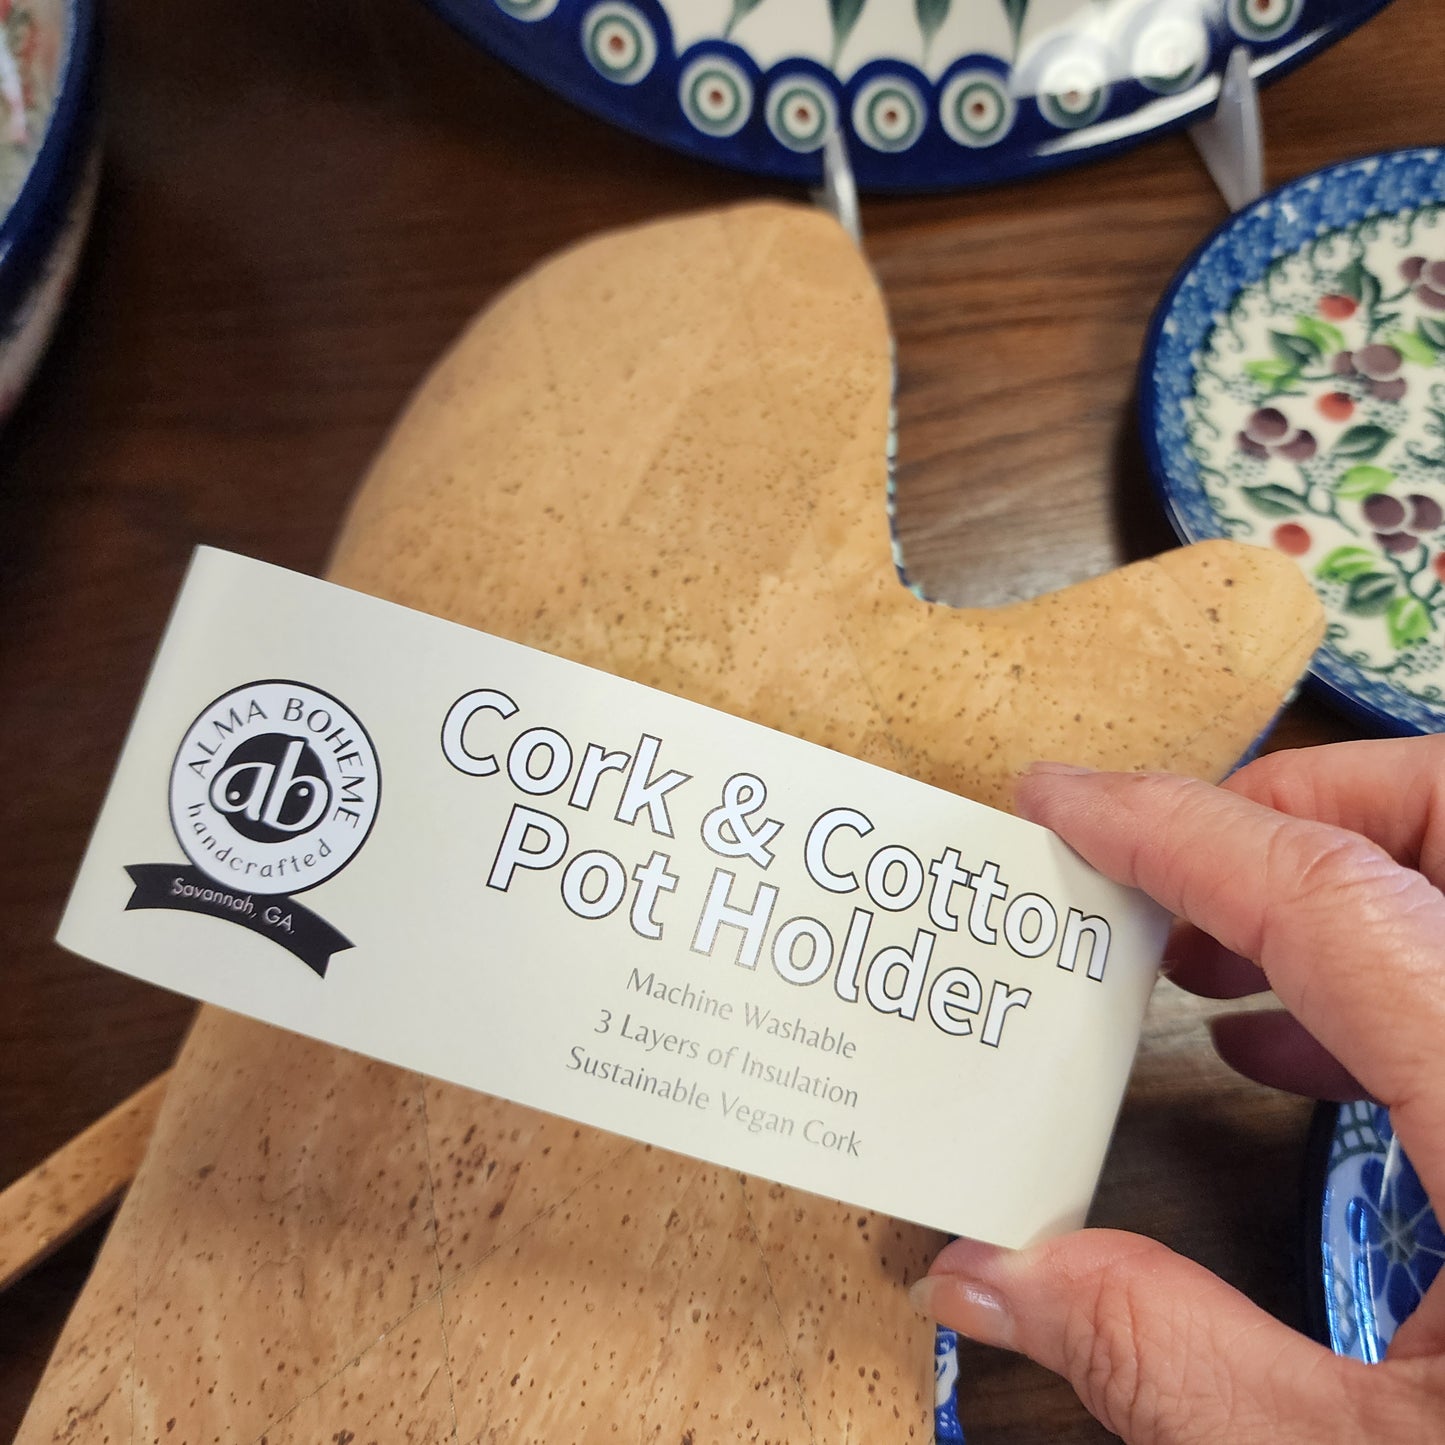 ALMA BOHEME
ab
handcrafted
Savannah, GA.
Cork & Cotton
Pot Holder
Machine Washable
3 Layers of Insulation
Sustainable Vegan Cork